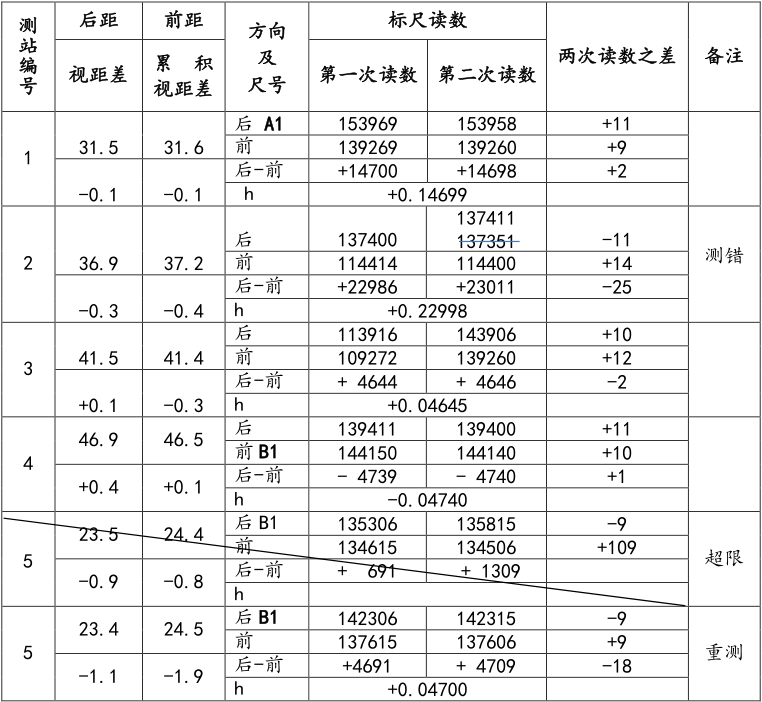 测站编号 后距 前距 方向及尺号 标尺读数 两次读数之差 备注
视距差 累积视距差 第一次读数 第二次读数
1 后 A1 153969 153958 +11
31.5 31.6 前 139269 139260 +9
后-前 +14700 +14698 +2
-0.1 -0.1 h +0.14699
137411
2 后 137400 137351 -11 测错
36.9 37.2 前 114414 114400 +14
后-前 +22986 +23011 -25
-0.3 -0.4 h +0.22998
3 后 113916 143906 +10
41.5 41.4 前 109272 139260 +12
后-前 + 4644 + 4646 -2
+0.1 -0.3 h +0.04645
4 后 139411 139400 +11
46.9 46.5 前B1 144150 144140 +10
后-前 - 4739 - 4740 +1
+0.4 +0.1 h -0.04740
5 后B1 135306 135815 -9 超限
23.5 24.4 前 134615 134506 +109
后-前 + 691 + 1309
-0.9 -0.8 h
5 后B1 142306 142315 -9 重测
23.4 24.5 前 137615 137606 +9
后-前 +4691 + 4709 -18
-1.1 -1.9 h +0.04700